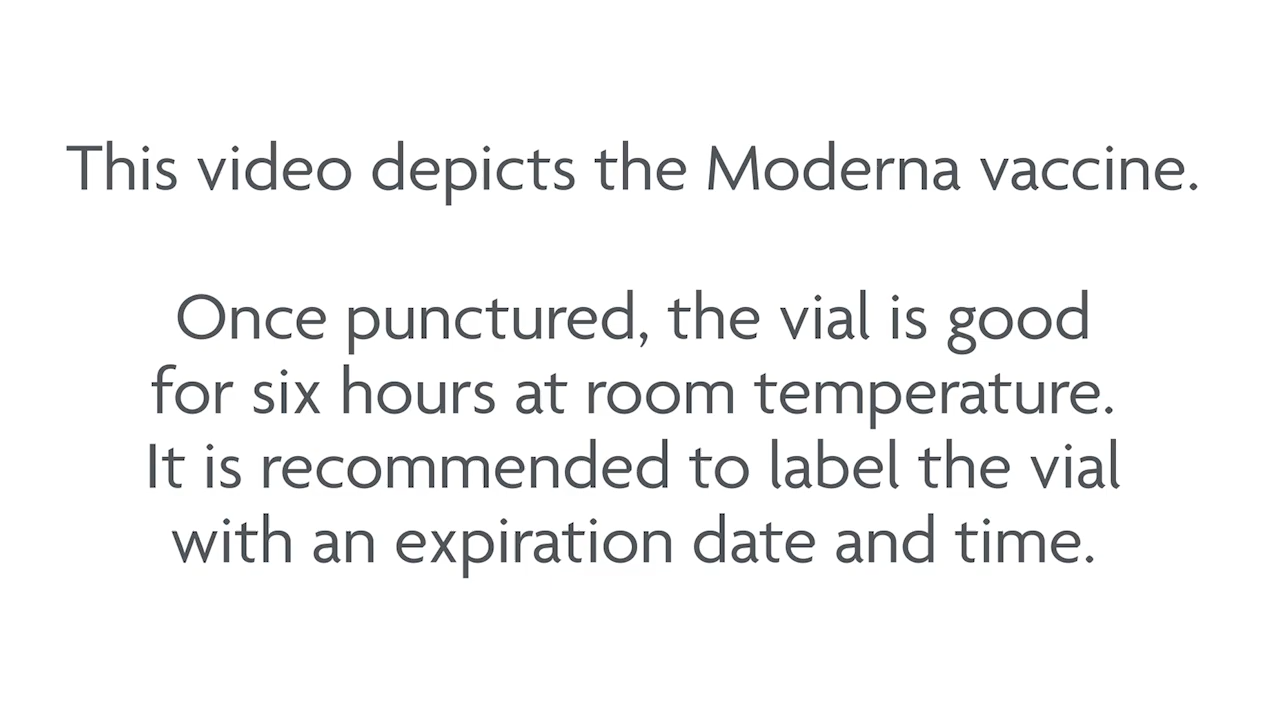 This video depicts the Moderna vaccine.
Once punctured, the vial is good
for six hours at room temperature.
It is recommended to label the vial
with an expiration date and time.